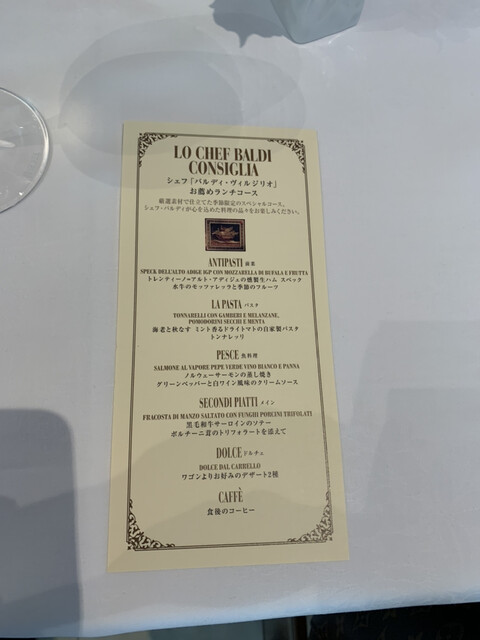 LO CHEF BALDI
CONSIGLIA
シェフ「バルディ・ヴィルジリオ」
お薦めランチコース
厳選素材で仕立てた季節限定のスペシャルコース。
シェフ・バルディが心を込めた料理の品々をお楽しみください。
ANTIPASTI 前菜
SPECK DELL'ALTO ADIGE IGP CON MOZZARELLA DI BUFALA E FRUTTA
トレンティーノ=アルト・アディジェの燻製生ハム スペック
水牛のモッツァレッラと季節のフルーツ
LA PASTA パスタ
TONNARELLI CON GAMBERI E MELANZANE,
POMODORINI SECCHI E MENTA
海老と秋なす ミント香るドライトマトの自家製パスタ
トンナレッリ
PESCE 魚料理
SALMONE AL VAPORE PEPE VERDE VINO BIANCO E PANNA
ノルウェーサーモンの蒸し焼き
グリーンペッパーと白ワイン風味のクリームソース
SECONDI PIATTI メイン
FRACOSTA DI MANZO SALTATO CON FUNGHI PORCINI TRIFOLATI
黒毛和牛サーロインのソテー
ポルチーニ茸のトリフォラートを添えて
DOLCE ドルチェ
DOLCE DAL CARRELLO
ワゴンよりお好みのデザート2種
CAFFÈ
食後のコーヒー